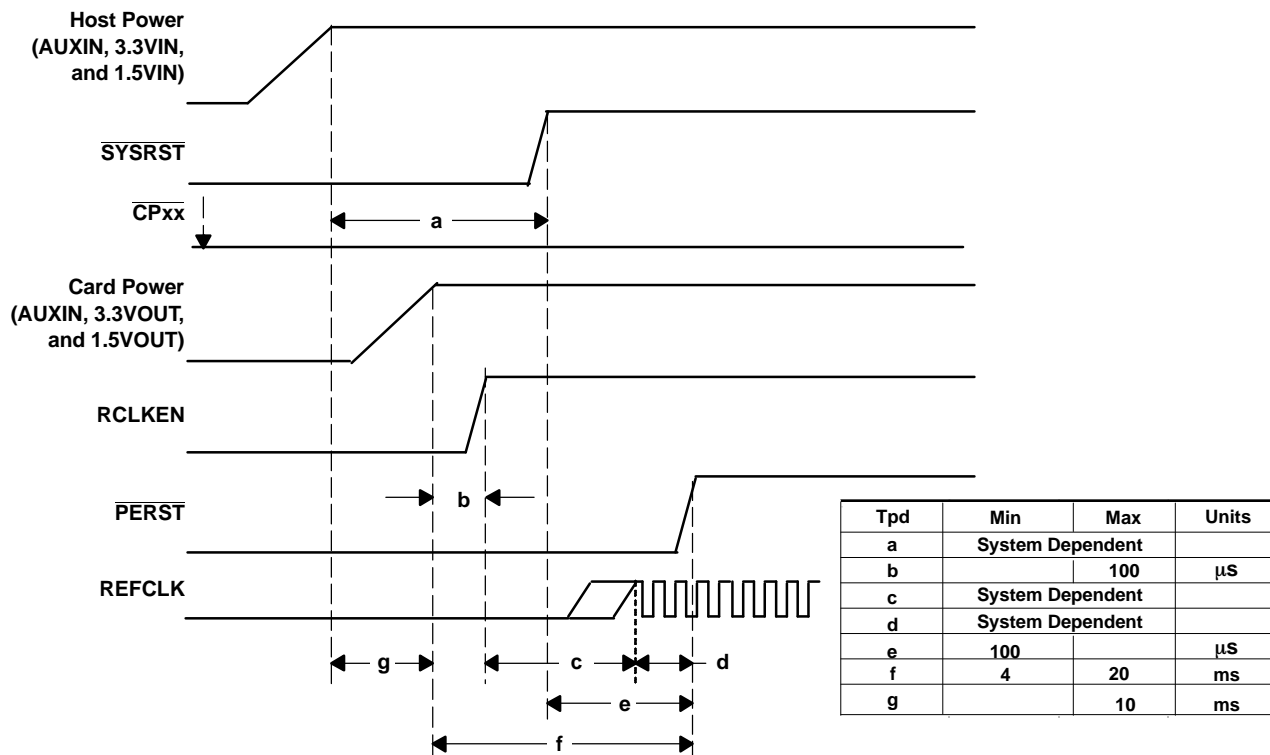 Host Power
(AUXIN, 3.3VIN,
and 1.5VIN)
SYSRST
CPxx
a
Card Power
(AUXIN, 3.3VOUT,
and 1.5VOUT)
RCLKEN
b
PERST
REFCLK
g
c
d
e
f
Tpd Min Max Units
a System Dependent
b 100 μs
c System Dependent
d System Dependent
e 100 μs
f 4 20 ms
g 10 ms